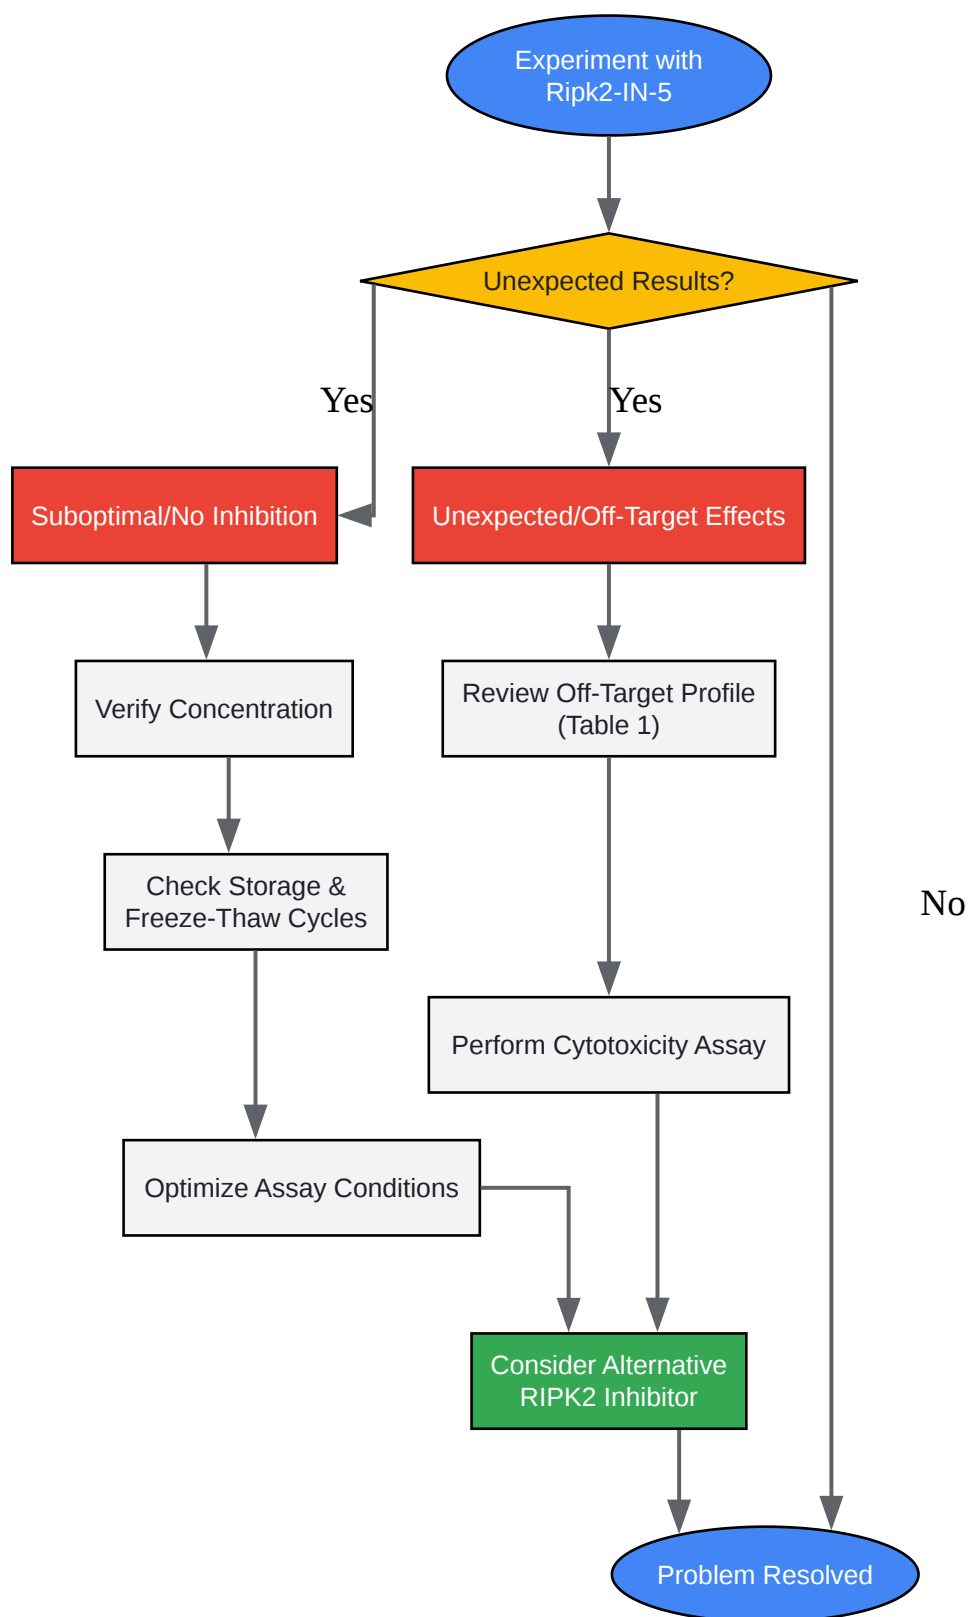 Experiment with
Ripk2-IN-5
Unexpected Results?
Yes
Yes
Suboptimal/No Inhibition
Unexpected/Off-Target Effects
Verify Concentration
Review Off-Target Profile
(Table 1)
Check Storage &
Freeze-Thaw Cycles
No
Perform Cytotoxicity Assay
Optimize Assay Conditions
Consider Alternative
RIPK2 Inhibitor
Problem Resolved